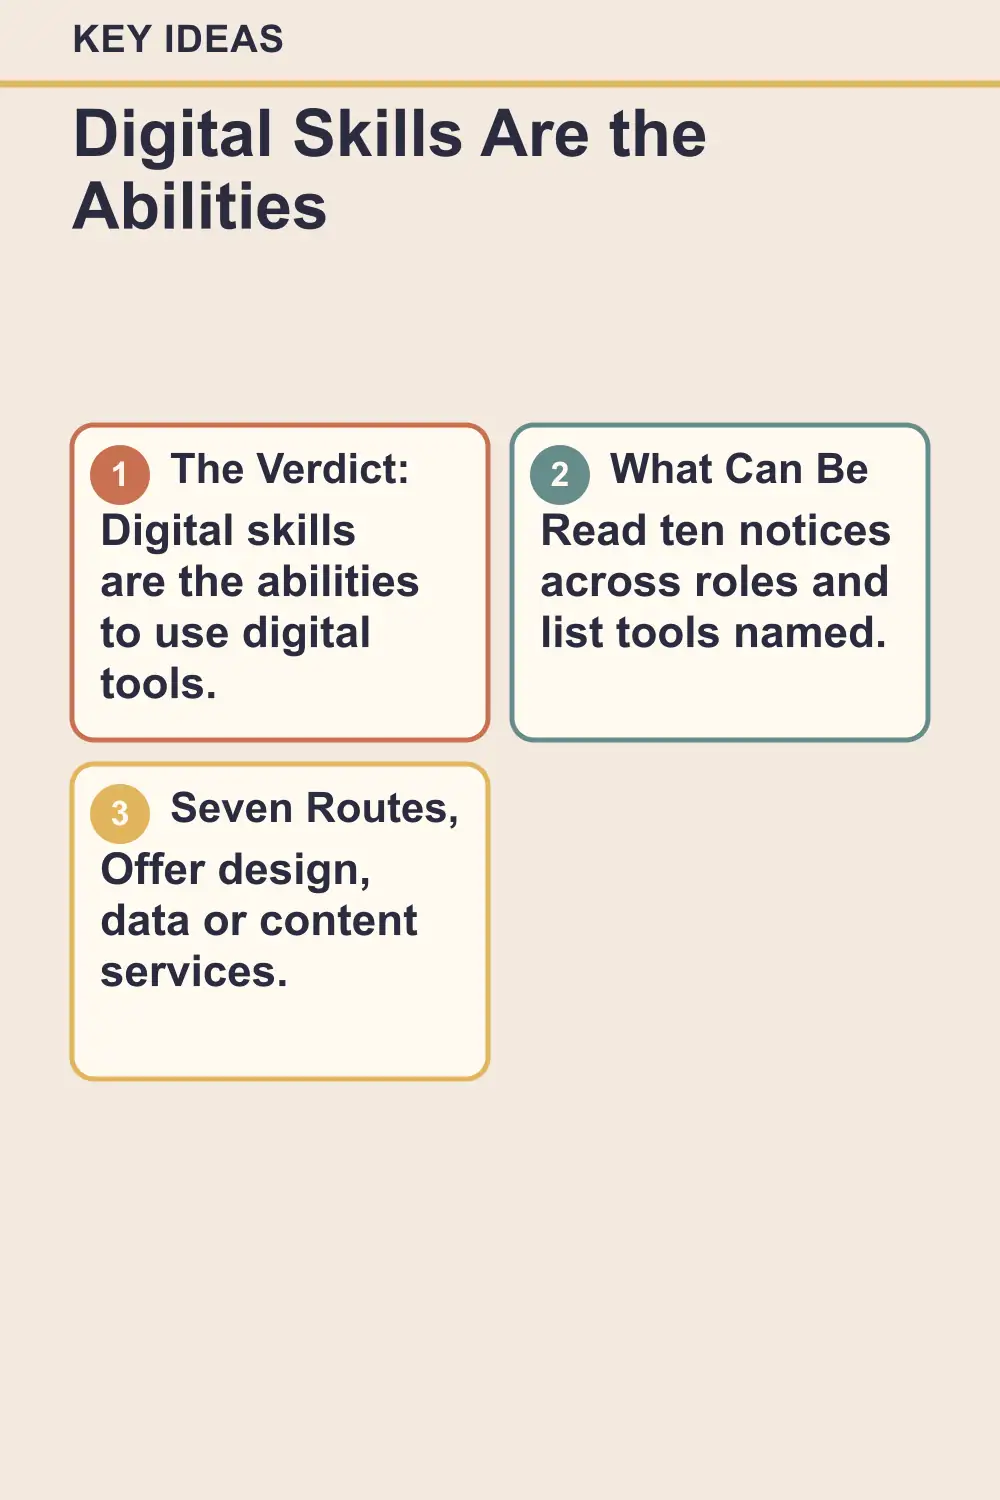 KEY IDEAS
Digital Skills Are the
Abilities
1 The Verdict:
Digital skills
are the abilities
to use digital
tools.
2 What Can Be
Read ten notices
across roles and
list tools named.
3 Seven Routes,
Offer design,
data or content
services.